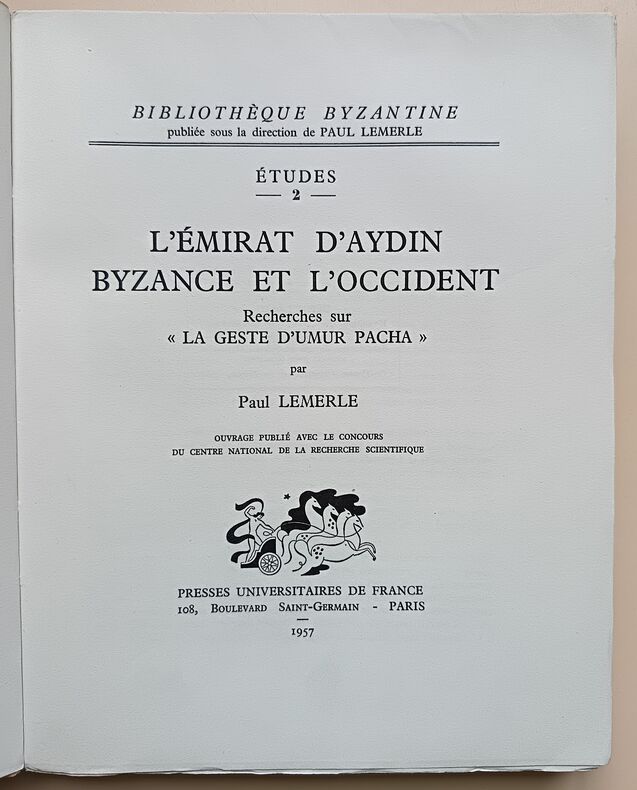 BIBLIOTHÈQUE BYZANTINE
publiée sous la direction de PAUL LEMERLE
ÉTUDES
— 2 —
L'ÉMIRAT D'AYDIN
BYZANCE ET L'OCCIDENT
Recherches sur
« LA GESTE D'UMUR PACHA »
par
Paul LEMERLE
OUVRAGE PUBLIÉ AVEC LE CONCOURS
DU CENTRE NATIONAL DE LA RECHERCHE SCIENTIFIQUE
PRESSES UNIVERSITAIRES DE FRANCE
108, BOULEVARD SAINT-GERMAIN - PARIS
1957